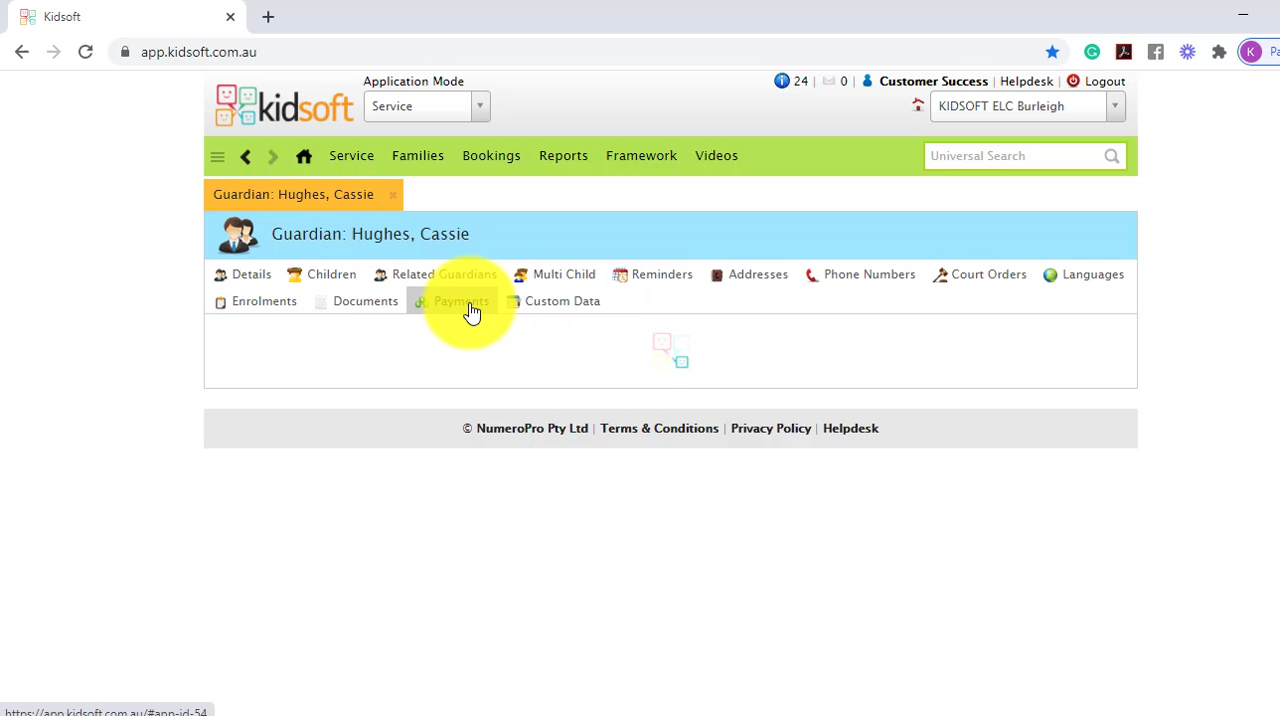 Kidsoft
app.kidsoft.com.au
K
Pa
kidsoft
Application Mode
Service
24 | 0 Customer Success | Helpdesk | Logout
KIDSOFT ELC Burleigh
Service Families Bookings Reports Framework Videos
Universal Search
Guardian: Hughes, Cassie
Guardian: Hughes, Cassie
Details Children Related Guardians Multi Child Reminders Addresses Phone Numbers Court Orders Languages
Enrolments Documents Payments Custom Data
© NumeroPro Pty Ltd | Terms & Conditions | Privacy Policy | Helpdesk
https://app.kidsoft.com.au/#app-id-54